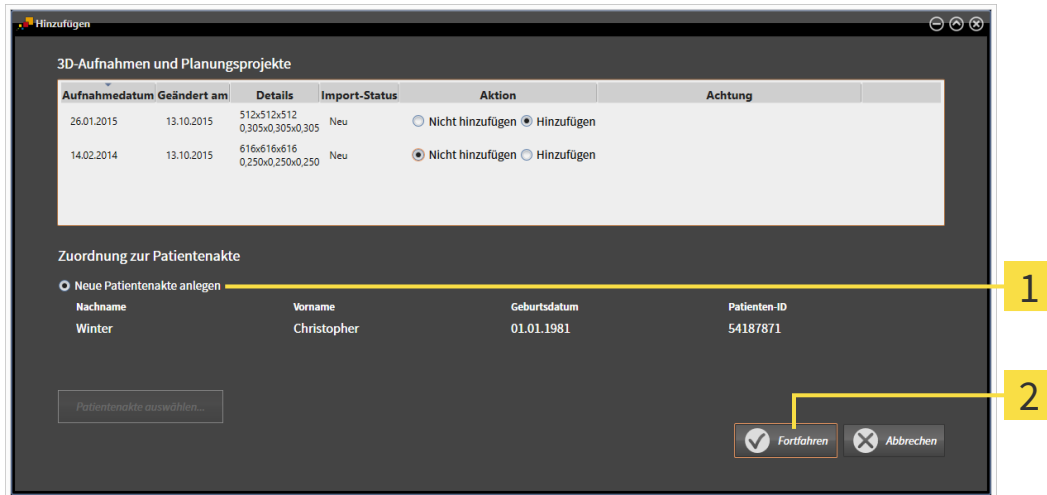 Hinzufügen
3D-Aufnahmen und Planungsprojekte
Aufnahmedatum Geändert am Details Import-Status Aktion Achtung
26.01.2015 13.10.2015 512x512x512 0,305x0,305x0,305 Neu Nicht hinzufügen Hinzufügen
14.02.2014 13.10.2015 616x616x616 0,250x0,250x0,250 Neu Nicht hinzufügen Hinzufügen
Zuordnung zur Patientenakte
Neue Patientenakte anlegen 1
Nachname Vorname Geburtsdatum Patienten-ID
Winter Christopher 01.01.1981 54187871
Patientenakte auswählen... 2
Fortfahren Abbrechen